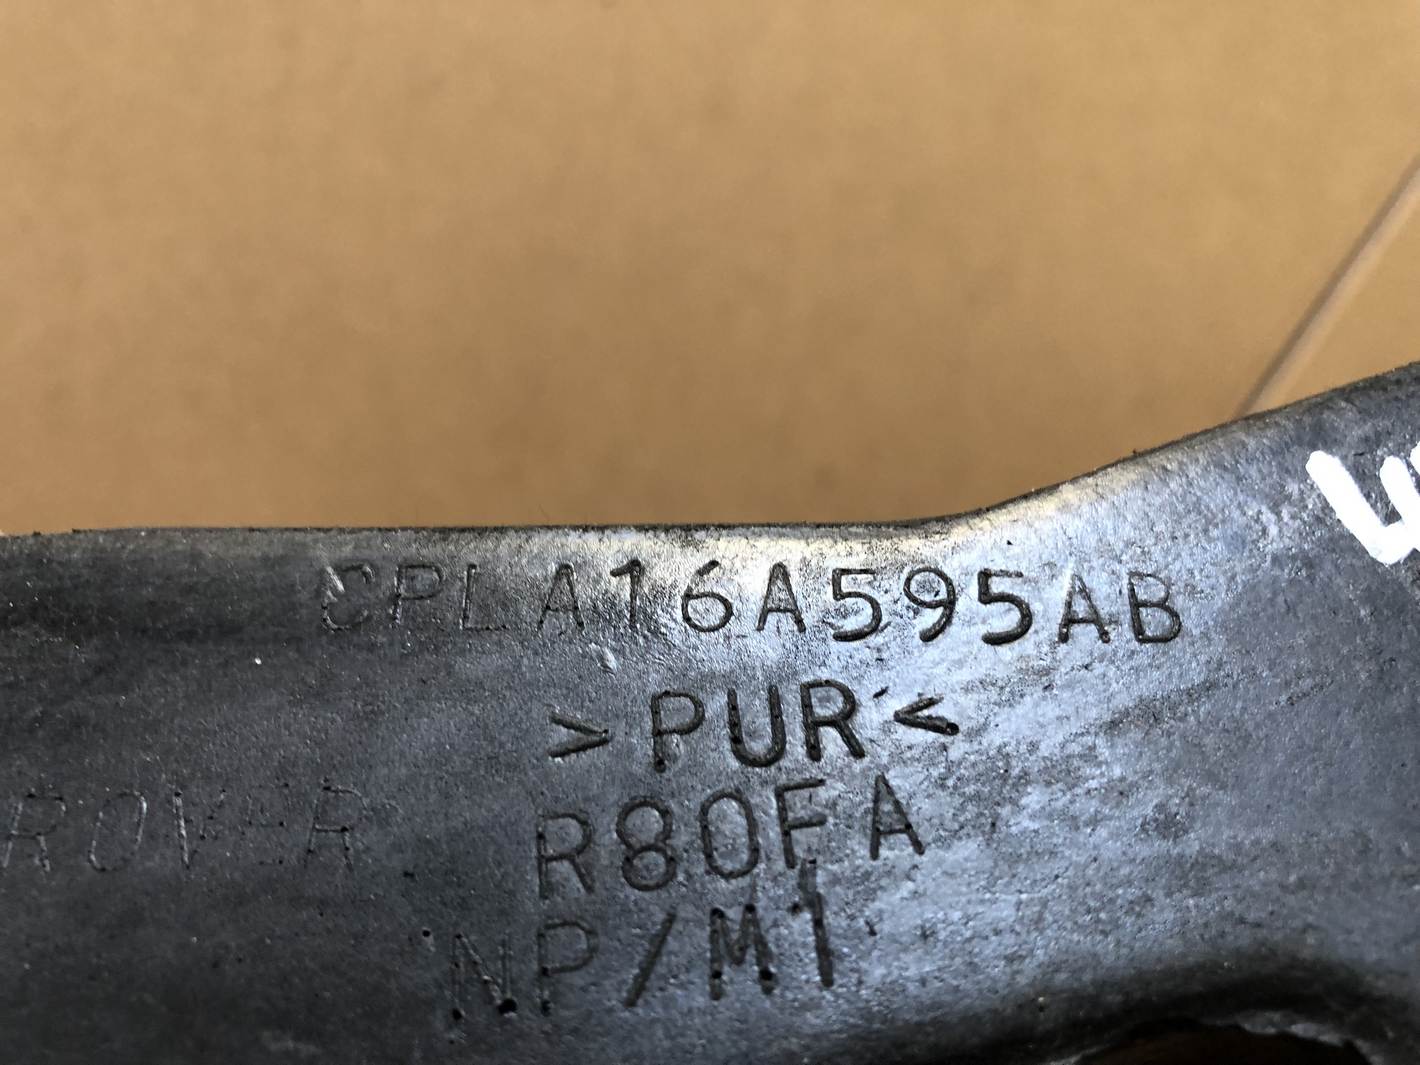 CPLA16A595AB
>PUR<
ROVER
R80FA
NP/M1